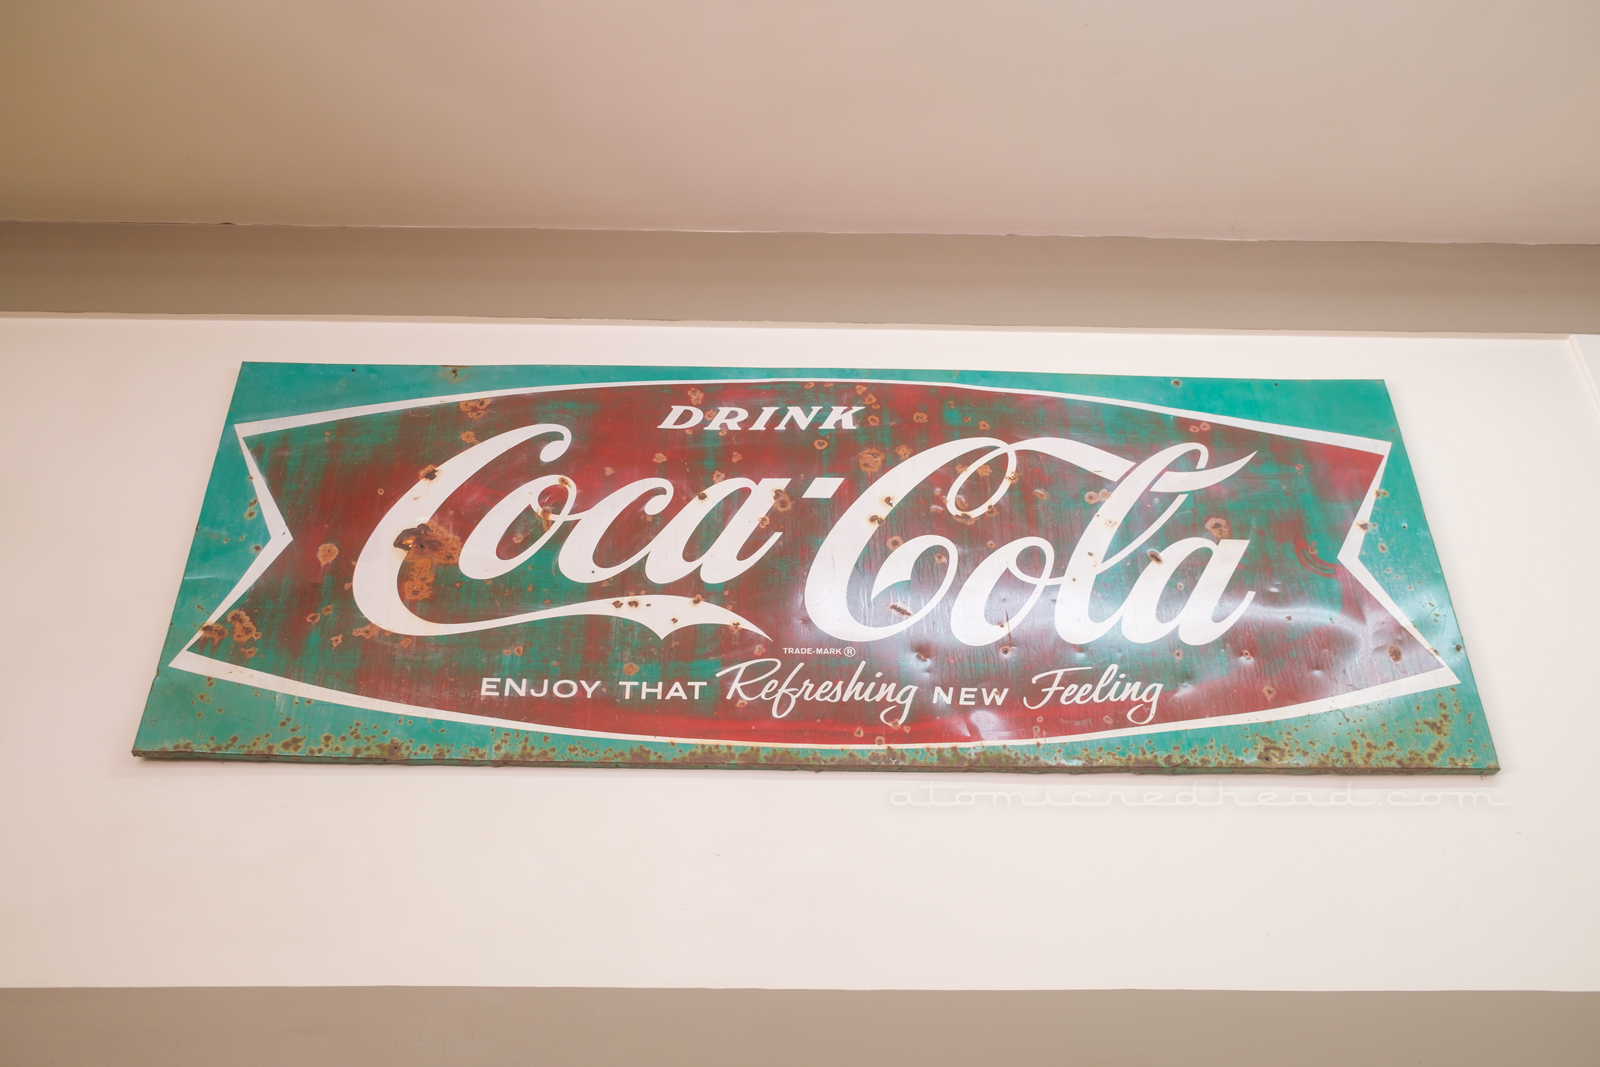 DRINK
Coca-Cola
TRADE-MARK ®
ENJOY THAT Refreshing NEW Feeling
atomicredhead.com